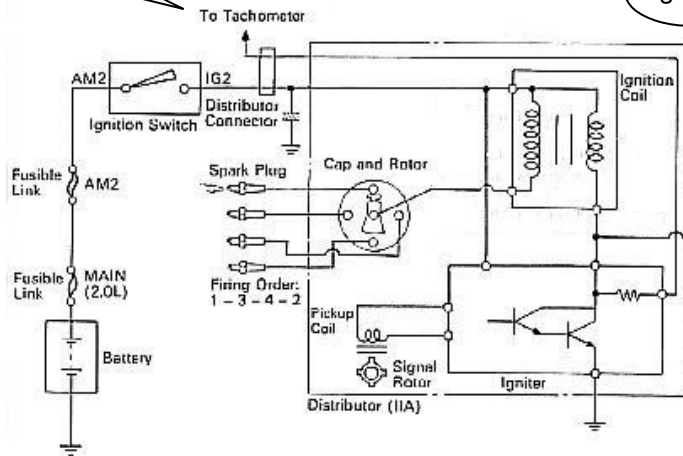 To Tachometer
AM2
IG2
Ignition Switch
Distributor
Connector
Ignition
Coil
Fusible
Link
AM2
Spark Plug
Cap and Rotor
Fusible
Link
MAIN
(2.0L)
Firing Order:
1 – 3 – 4 – 2
Pickup
Coil
Battery
Signal
Rotor
Igniter
Distributor (IIA)